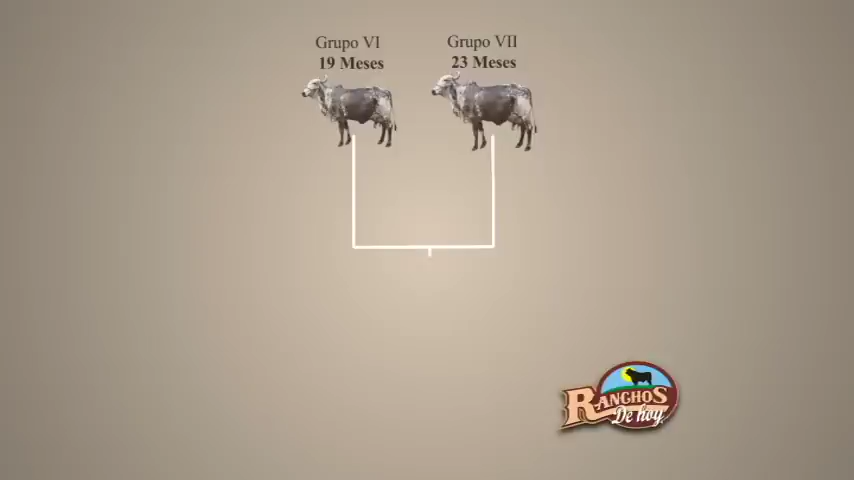 Grupo VI
19 Meses
Grupo VII
23 Meses
RANCHOS
De hoy